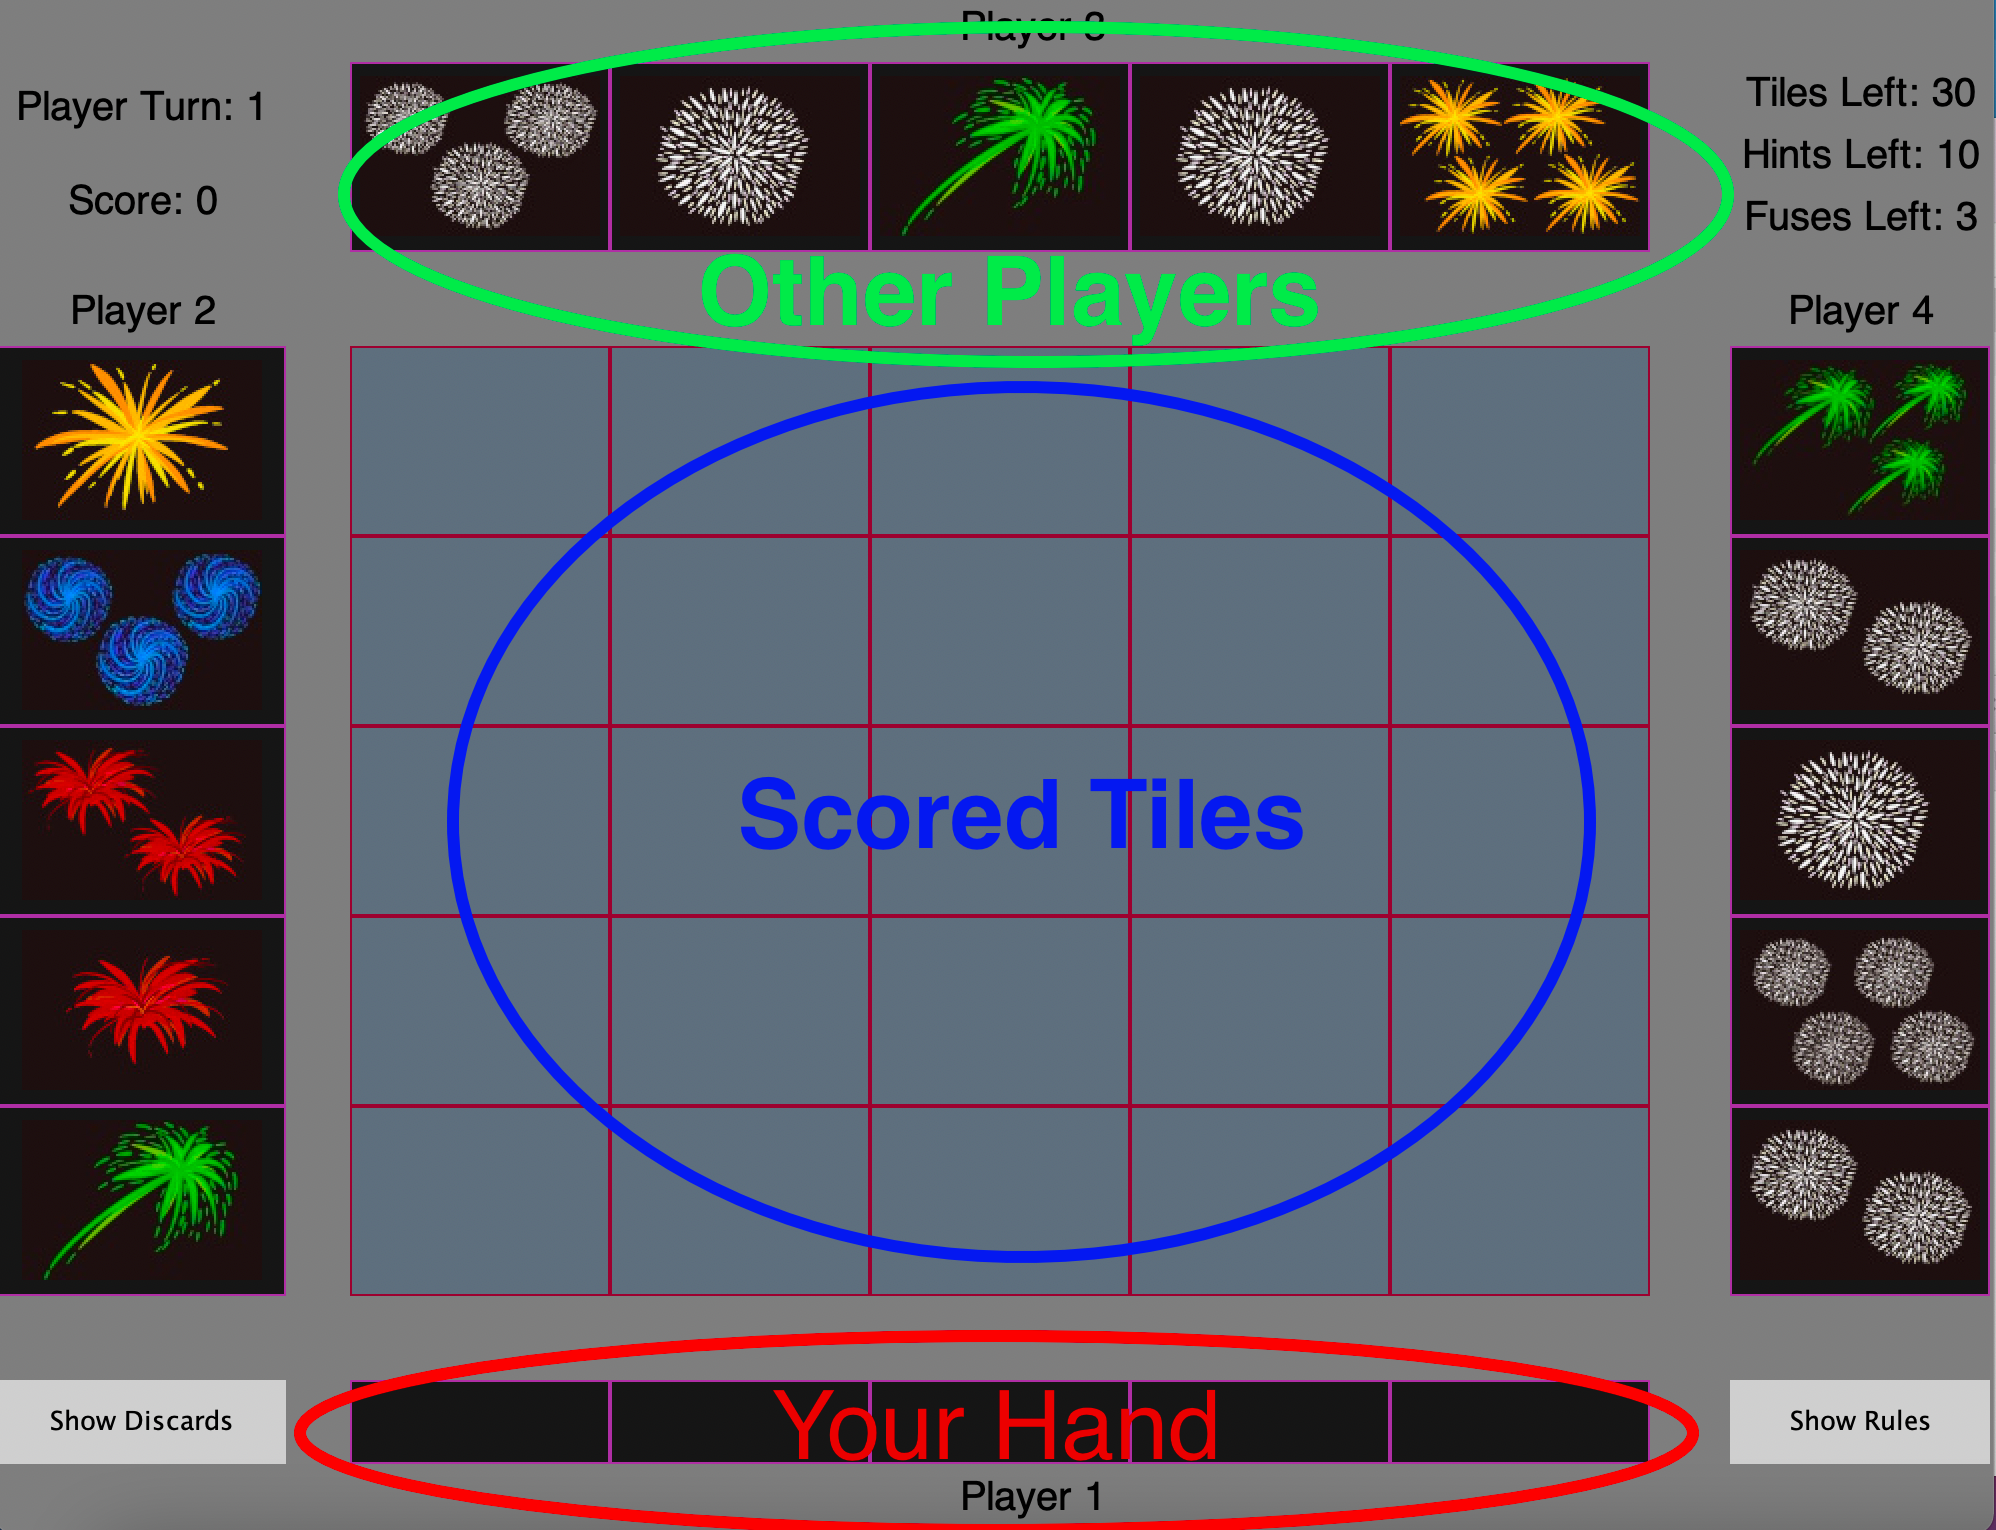 Player 3
Player Turn: 1
Score: 0
Tiles Left: 30
Hints Left: 10
Fuses Left: 3
Other Players
Player 2
Player 4
Scored Tiles
Show Discards
Your Hand
Show Rules
Player 1